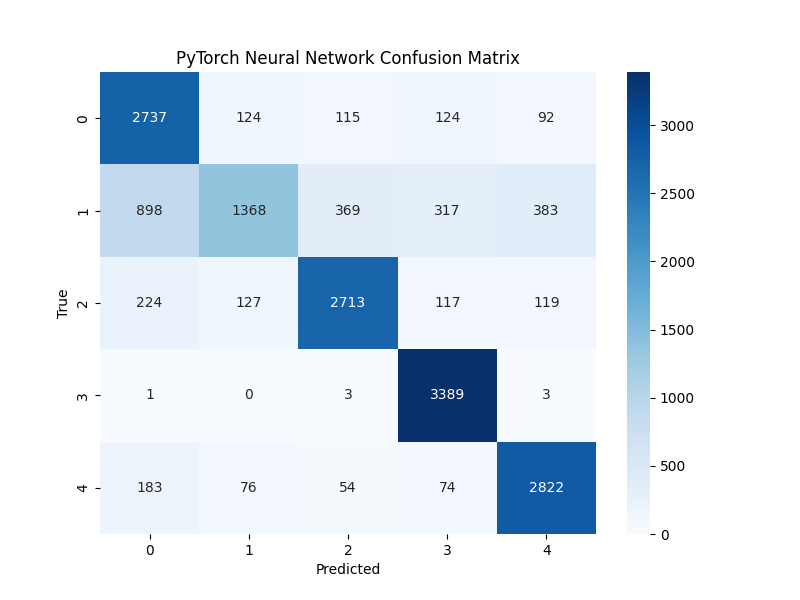 PyTorch Neural Network Confusion Matrix
0 2737 124 115 124 92
1 898 1368 369 317 383
2 224 127 2713 117 119
3 1 0 3 3389 3
4 183 76 54 74 2822
0 1 2 3 4
Predicted
True
3000
2500
2000
1500
1000
500
0